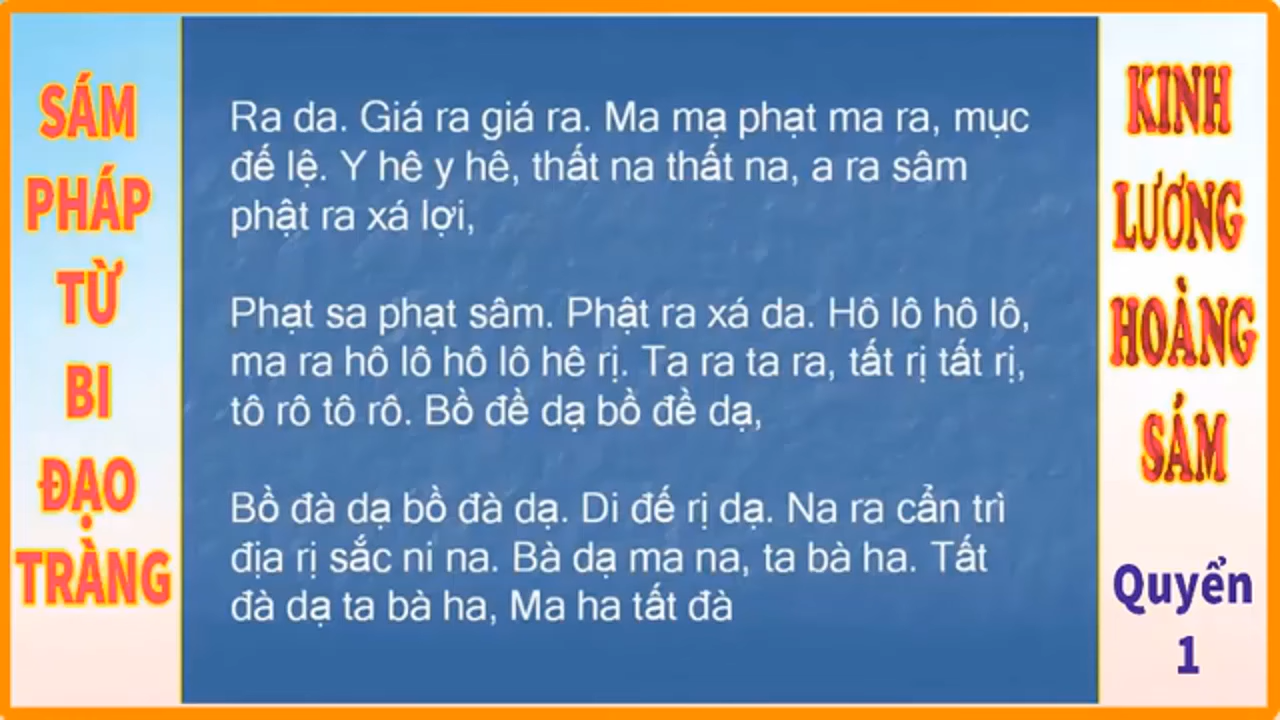 SÁM
PHÁP
TỪ
BI
ĐẠO
TRÀNG
Ra da. Giá ra giá ra. Ma mạ phạt ma ra, mục
đế lệ. Y hê y hê, thất na thất na, a ra sâm
phật ra xá lợi,
Phạt sa phạt sâm. Phật ra xá da. Hô lô hô lô,
ma ra hô lô hô lô hê rị. Ta ra ta ra, tất rị tất rị,
tô rô tô rô. Bồ đề dạ bồ đề dạ,
Bồ đà dạ bồ đà dạ. Di đế rị dạ. Na ra cẩn trì
địa rị sắc ni na. Bà dạ ma na, ta bà ha. Tất
đà dạ ta bà ha, Ma ha tất đà
KINH
LƯƠNG
HOÀNG
SÁM
Quyển
1